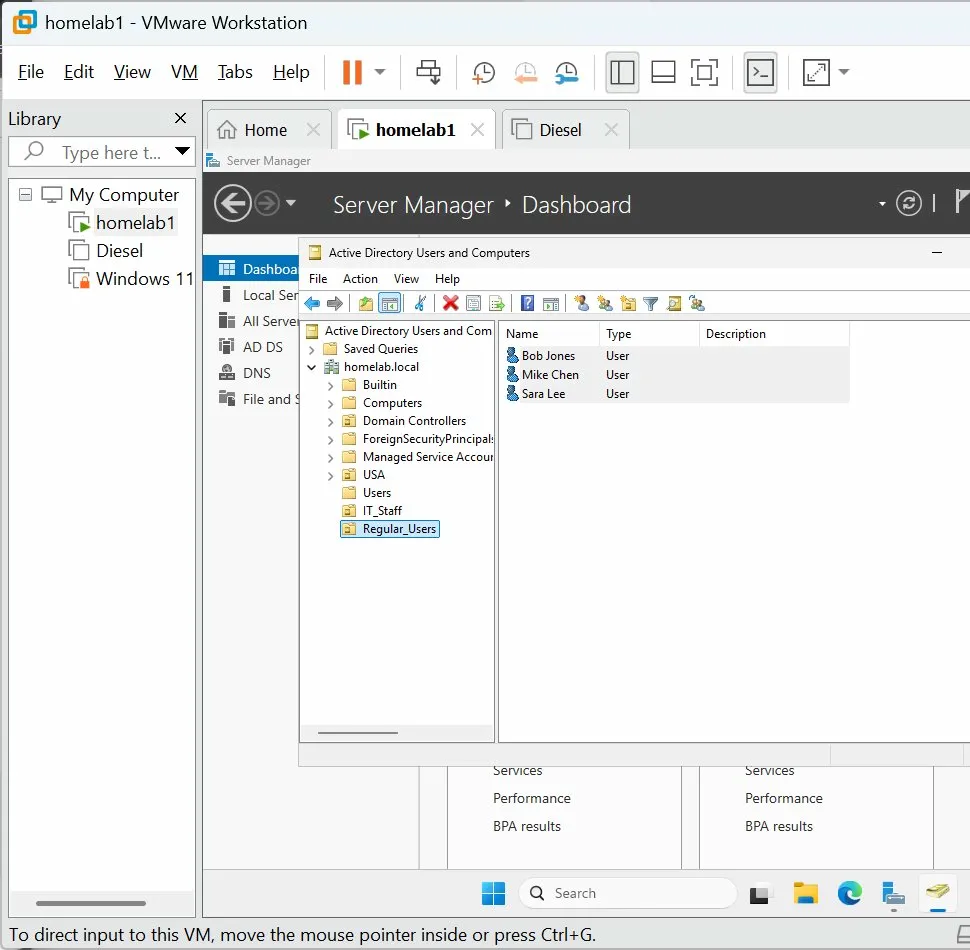 homelab1 - VMware Workstation
File Edit View VM Tabs Help
Library
Type here t...
My Computer
homelab1
Diesel
Windows 11
Home
homelab1
Diesel
Server Manager
Server Manager Dashboard
Dashboa
Local Ser
All Server
AD DS
DNS
File and S
Active Directory Users and Computers
File Action View Help
Active Directory Users and Com
Saved Queries
homelab.local
Builtin
Computers
Domain Controllers
ForeignSecurityPrincipals
Managed Service Accour
USA
Users
IT_Staff
Regular_Users
Name Type Description
Bob Jones User
Mike Chen User
Sara Lee User
Services
Performance
BPA results
Services
Performance
BPA results
Search
To direct input to this VM, move the mouse pointer inside or press Ctrl+G.